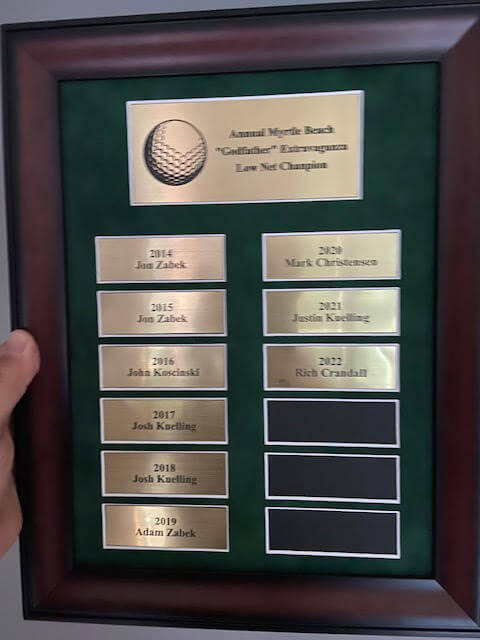 Annual Myrtle Beach
"Godfather" Extravaganza
Low Net Champion
2014
Jon Zabek
2015
Jon Zabek
2016
John Koscinski
2017
Josh Kuelling
2018
Josh Kuelling
2019
Adam Zabek
2020
Mark Christensen
2021
Justin Kuelling
2022
Rich Crandall